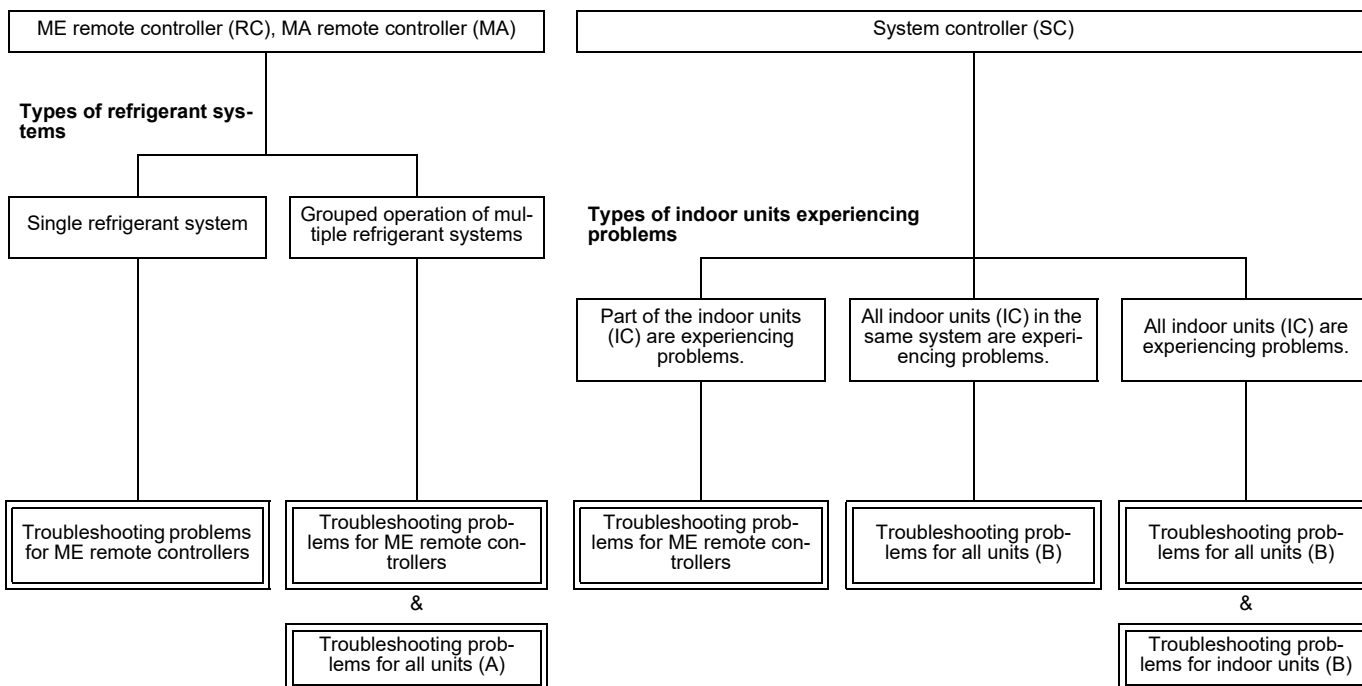 ME remote controller (RC), MA remote controller (MA)
System controller (SC)
Types of refrigerant sys-
tems
Single refrigerant system
Grouped operation of mul-
tiple refrigerant systems
Types of indoor units experiencing
problems
Part of the indoor units
(IC) are experiencing
problems.
All indoor units (IC) in the
same system are experi-
encing problems.
All indoor units (IC) are
experiencing problems.
Troubleshooting problems
for ME remote controllers
Troubleshooting prob-
lems for ME remote con-
trollers
&
Troubleshooting prob-
lems for all units (A)
Troubleshooting prob-
lems for ME remote con-
trollers
Troubleshooting prob-
lems for all units (B)
Troubleshooting prob-
lems for all units (B)
&
Troubleshooting prob-
lems for indoor units (B)